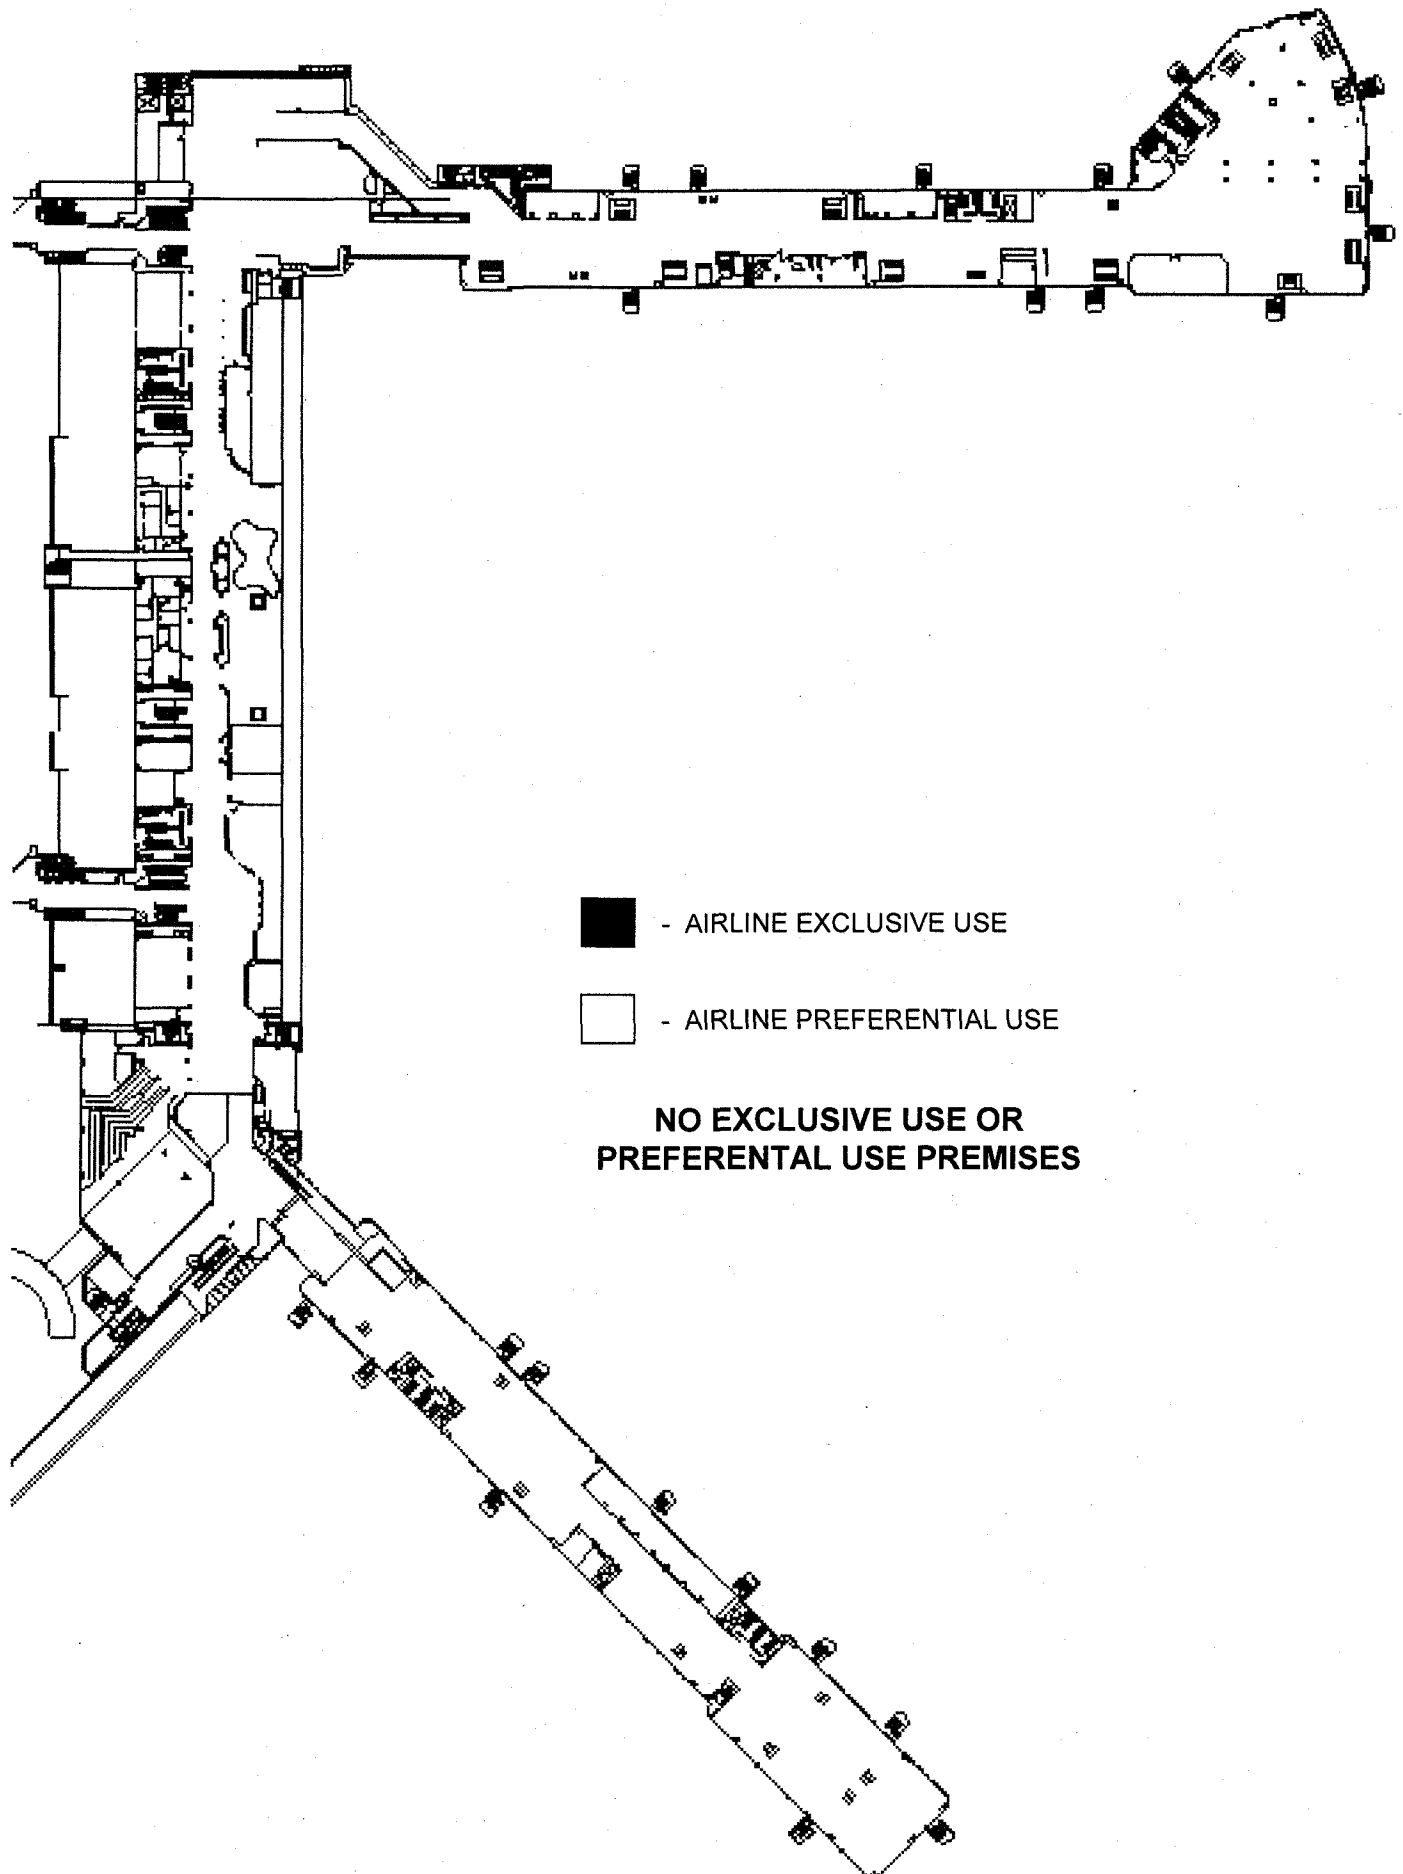 - AIRLINE EXCLUSIVE USE
- AIRLINE PREFERENTIAL USE
NO EXCLUSIVE USE OR
PREFERENTAL USE PREMISES